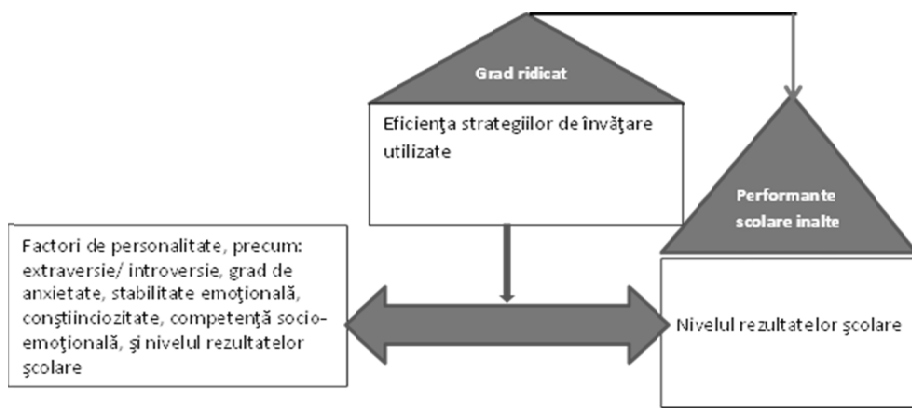 Grad ridicat
Eficienţa strategiilor de învăţare
utilizate
Performante
scolare inalte
Factori de personalitate, precum:
extraversie/ introversie, grad de
anxietate, stabilitate emoţională,
conştiinciozitate, competenţă socio-
emoţională, şi nivelul rezultatelor
şcolare
Nivelul rezultatelor şcolare